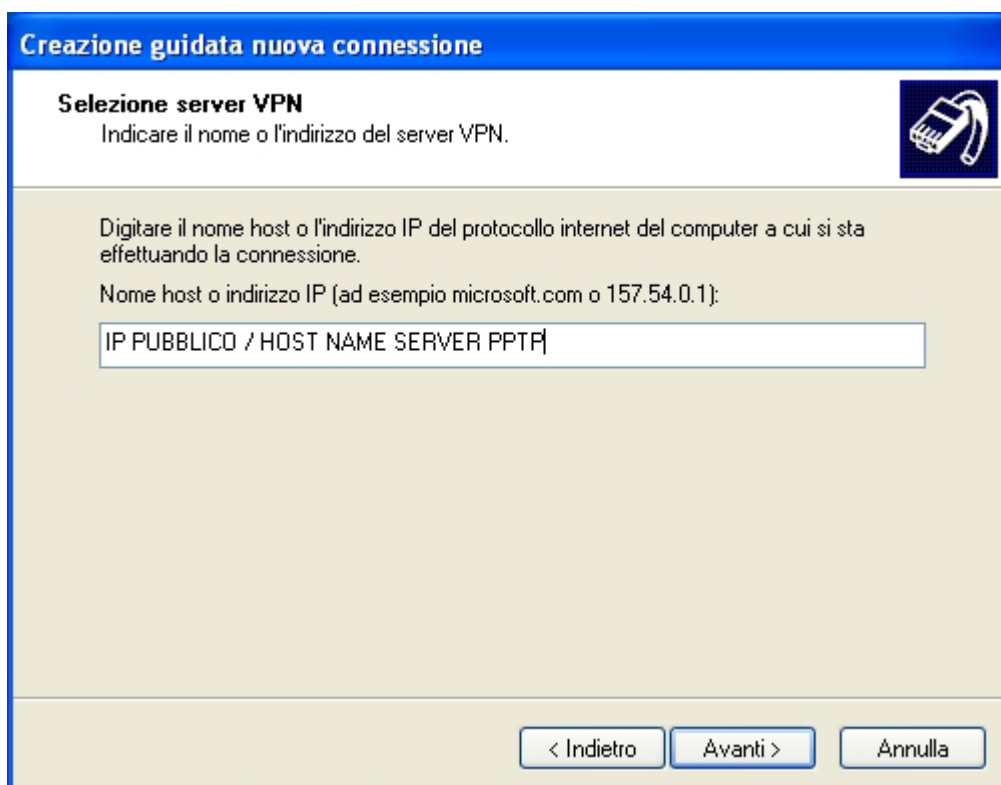 Creazione guidata nuova connessione
Selezione server VPN
Indicare il nome o l'indirizzo del server VPN.
Digitare il nome host o l'indirizzo IP del protocollo internet del computer a cui si sta
effettuando la connessione.
Nome host o indirizzo IP (ad esempio microsoft.com o 157.54.0.1):
IP PUBBLICO / HOST NAME SERVER PPTP
< Indietro
Avanti >
Annulla